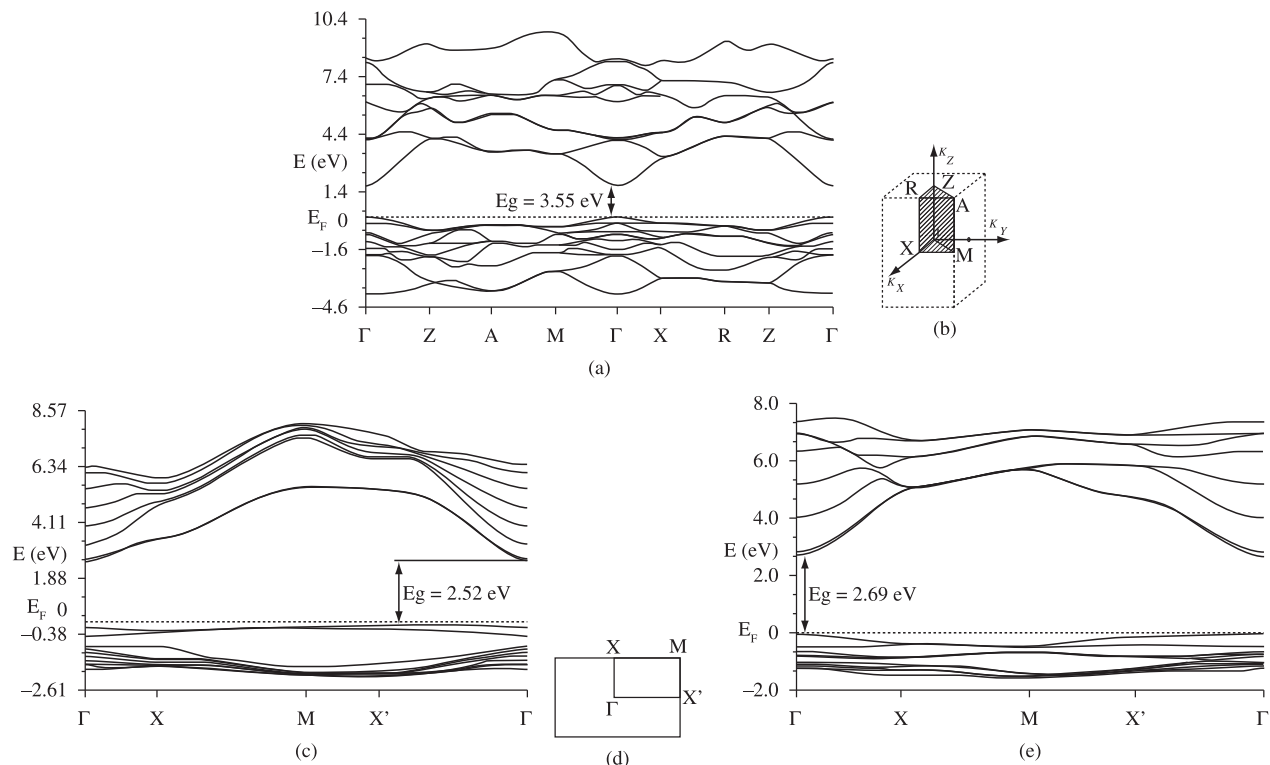 10.4
7.4
4.4
E (eV)
1.4
E_F 0
−1.6
−4.6
Eg = 3.55 eV
Γ Z A M Γ X R Z Γ
(a)
K_Z
R Z
A
K_Y
X M
K_X
(b)
8.57
6.34
4.11
E (eV)
1.88
E_F 0
−0.38
−2.61
Eg = 2.52 eV
Γ X M X' Γ
(c)
X M
Γ X'
(d)
8.0
6.0
4.0
E (eV)
2.0
E_F 0
−2.0
Eg = 2.69 eV
Γ X M X' Γ
(e)